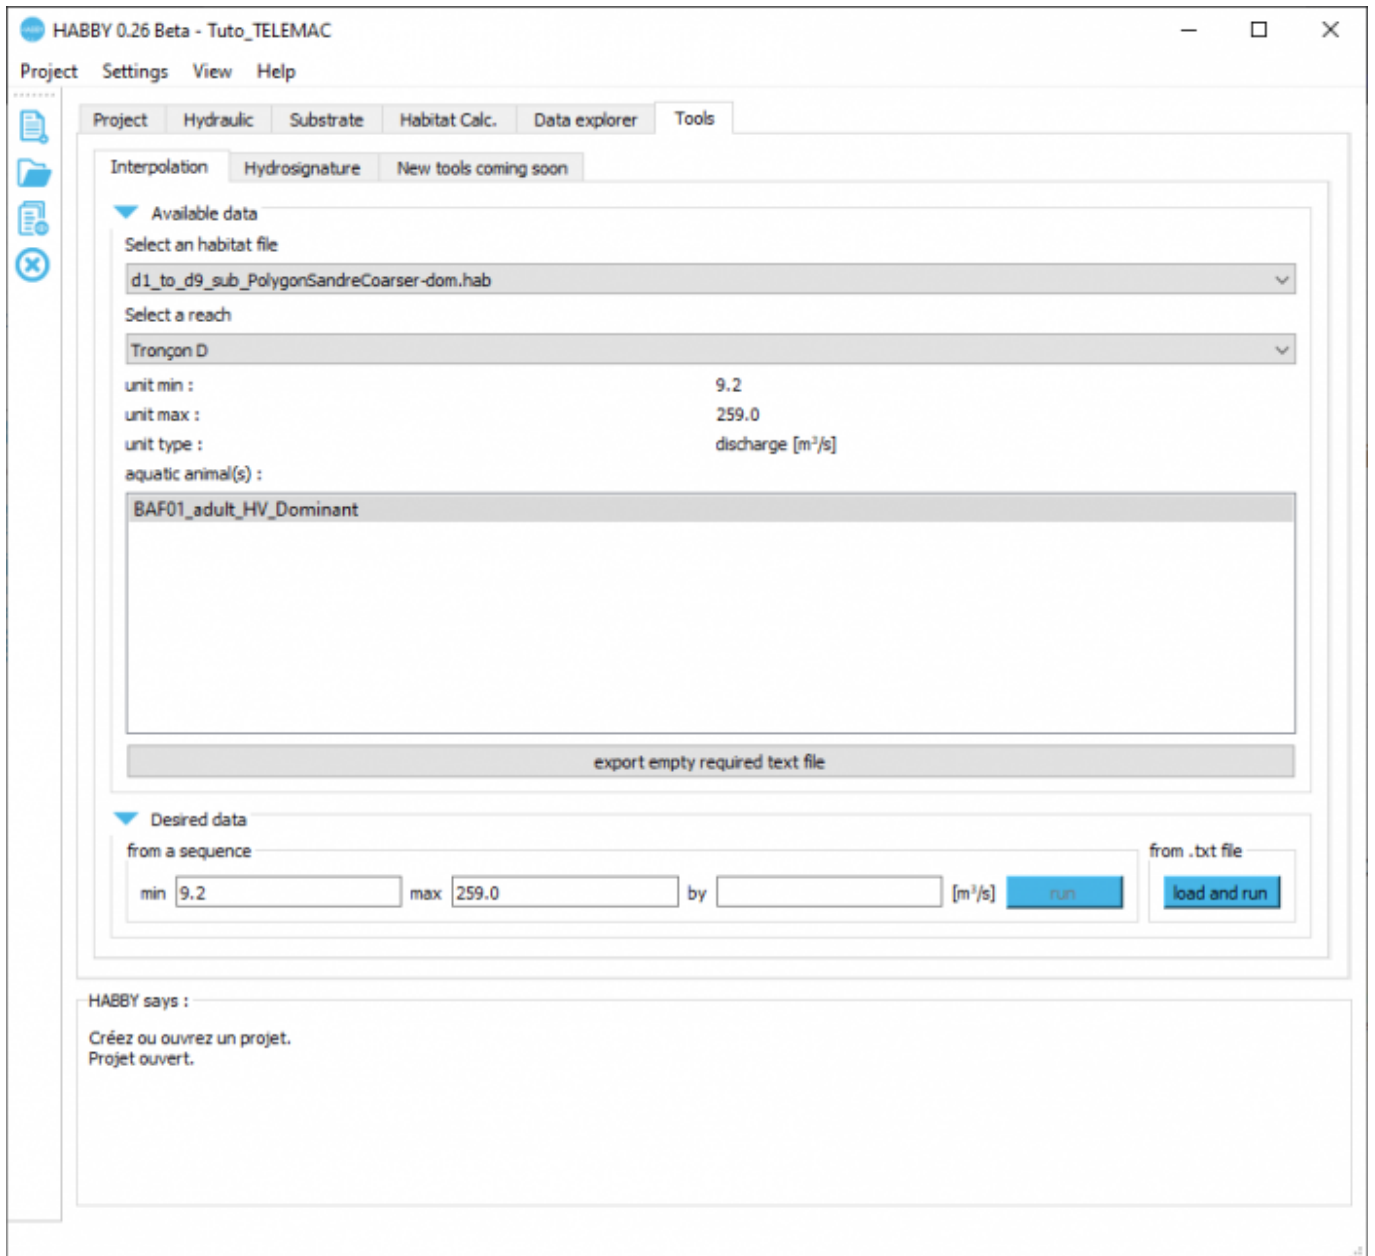 HABBY 0.26 Beta - Tuto_TELEMAC
Project Settings View Help
Project Hydraulic Substrate Habitat Calc. Data explorer Tools
Interpolation Hydrosignature New tools coming soon
Available data
Select an habitat file
d1_to_d9_sub_PolygonSandreCoarser-dom.hab
Select a reach
Tronçon D
unit min : 9.2
unit max : 259.0
unit type : discharge [m³/s]
aquatic animal(s) :
BAF01_adult_HV_Dominant
export empty required text file
Desired data
from a sequence from .txt file
min 9.2 max 259.0 by [m³/s] run load and run
HABBY says :
Créez ou ouvrez un projet.
Projet ouvert.